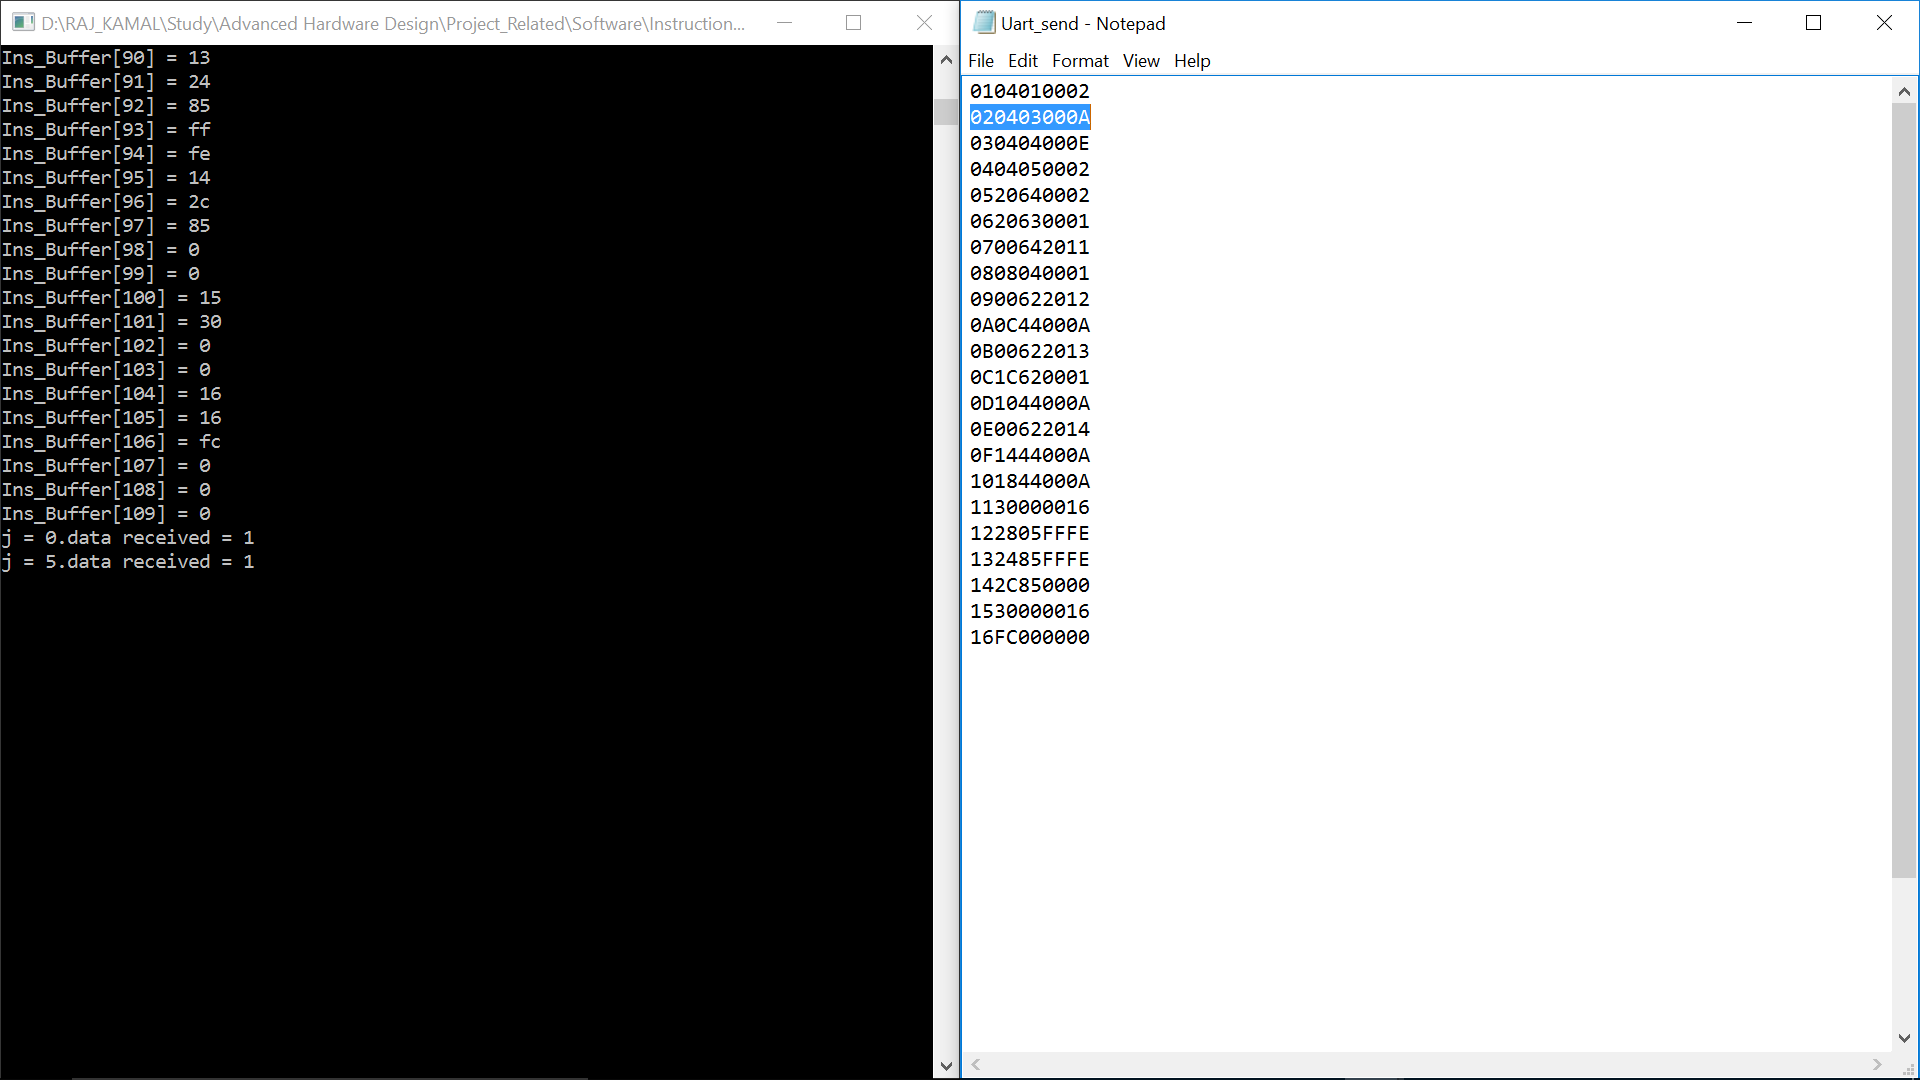 D:\RAJ_KAMAL\Study\Advanced Hardware Design\Project_Related\Software\Instruction...
Ins_Buffer[90] = 13
Ins_Buffer[91] = 24
Ins_Buffer[92] = 85
Ins_Buffer[93] = ff
Ins_Buffer[94] = fe
Ins_Buffer[95] = 14
Ins_Buffer[96] = 2c
Ins_Buffer[97] = 85
Ins_Buffer[98] = 0
Ins_Buffer[99] = 0
Ins_Buffer[100] = 15
Ins_Buffer[101] = 30
Ins_Buffer[102] = 0
Ins_Buffer[103] = 0
Ins_Buffer[104] = 16
Ins_Buffer[105] = 16
Ins_Buffer[106] = fc
Ins_Buffer[107] = 0
Ins_Buffer[108] = 0
Ins_Buffer[109] = 0
j = 0.data received = 1
j = 5.data received = 1
Uart_send - Notepad
File Edit Format View Help
0104010002
020403000A
030404000E
0404050002
0520640002
0620630001
0700642011
0808040001
0900622012
0A0C44000A
0B00622013
0C1C620001
0D1044000A
0E00622014
0F1444000A
101844000A
1130000016
122805FFFE
132485FFFE
142C850000
1530000016
16FC000000